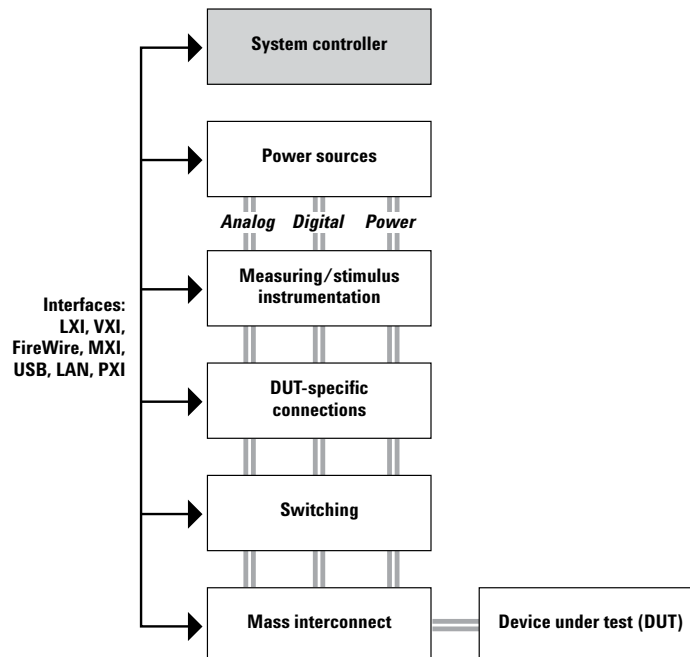 System controller
Power sources
Analog Digital Power
Measuring/stimulus
instrumentation
Interfaces:
LXI, VXI,
FireWire, MXI,
USB, LAN, PXI
DUT-specific
connections
Switching
Mass interconnect
Device under test (DUT)